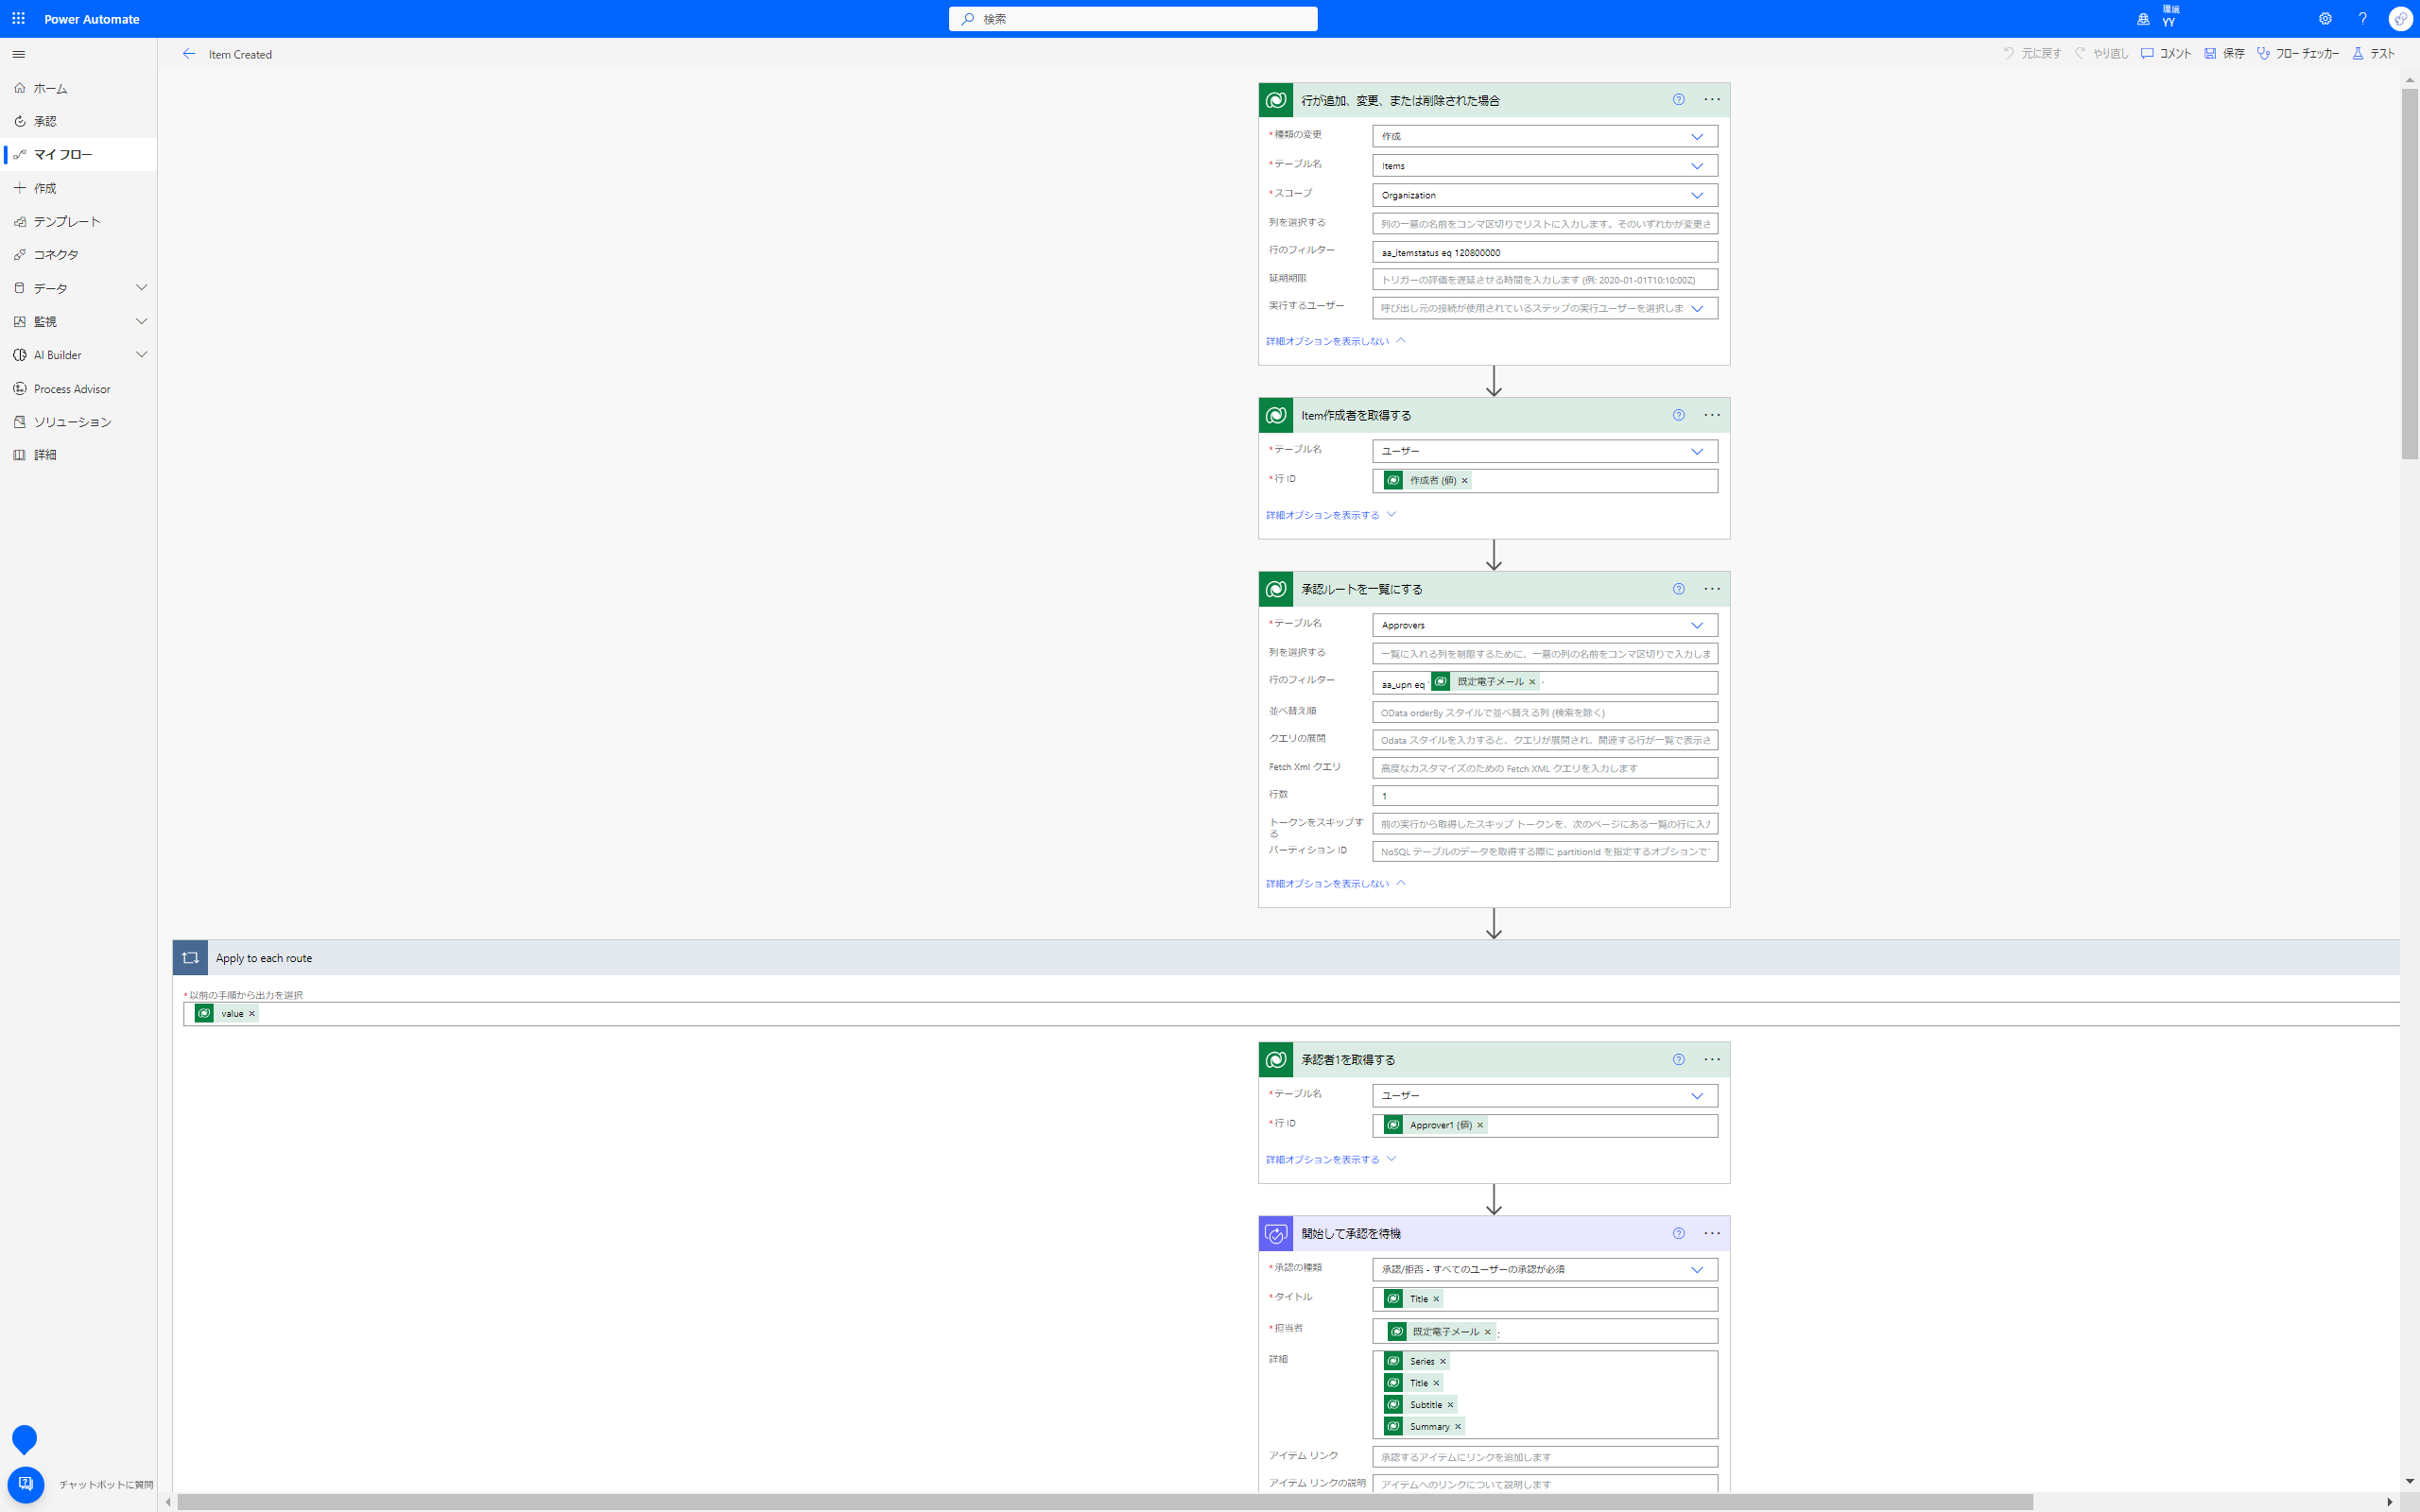 Power Automate
検索
環境
YY
Item Created
元に戻す
やり直し
コメント
保存
フロー チェッカー
テスト
ホーム
承認
マイ フロー
作成
テンプレート
コネクタ
データ
監視
AI Builder
Process Advisor
ソリューション
詳細
チャットボットに質問
行が追加、変更、または削除された場合
* 種類の変更
作成
* テーブル名
Items
* スコープ
Organization
列を選択する
列の一意の名前をコンマ区切りでリストに入力します。そのいずれかが変更さ
行のフィルター
aa_itemstatus eq 120800000
延期期限
トリガーの評価を遅延させる時間を入力します (例: 2020-01-01T10:10:00Z)
実行するユーザー
呼び出し元の接続が使用されているステップの実行ユーザーを選択しま
詳細オプションを表示しない
Item作成者を取得する
* テーブル名
ユーザー
* 行 ID
作成者 (値) ×
詳細オプションを表示する
承認ルートを一覧にする
* テーブル名
Approvers
列を選択する
一覧に入れる列を制限するために、一意の列の名前をコンマ区切りで入力しま
行のフィルター
aa_upn eq ' 既定電子メール × '
並べ替え順
OData orderBy スタイルで並べ替える列 (検索を除く)
クエリの展開
Odata スタイルを入力すると、クエリが展開され、関連する行が一覧で表示さ
Fetch Xml クエリ
高度なカスタマイズのための Fetch XML クエリを入力します
行数
1
トークンをスキップす
る
前の実行から取得したスキップ トークンを、次のページにある一覧の行に入力
パーティション ID
NoSQL テーブルのデータを取得する際に partitionId を指定するオプションで
詳細オプションを表示しない
Apply to each route
* 以前の手順から出力を選択
value ×
承認者1を取得する
* テーブル名
ユーザー
* 行 ID
Approver1 (値) ×
詳細オプションを表示する
開始して承認を待機
* 承認の種類
承認/拒否 - すべてのユーザーの承認が必須
* タイトル
Title ×
* 担当者
既定電子メール × ;
詳細
Series ×
Title ×
Subtitle ×
Summary ×
アイテム リンク
承認するアイテムにリンクを追加します
アイテム リンクの説明
アイテムへのリンクについて説明します